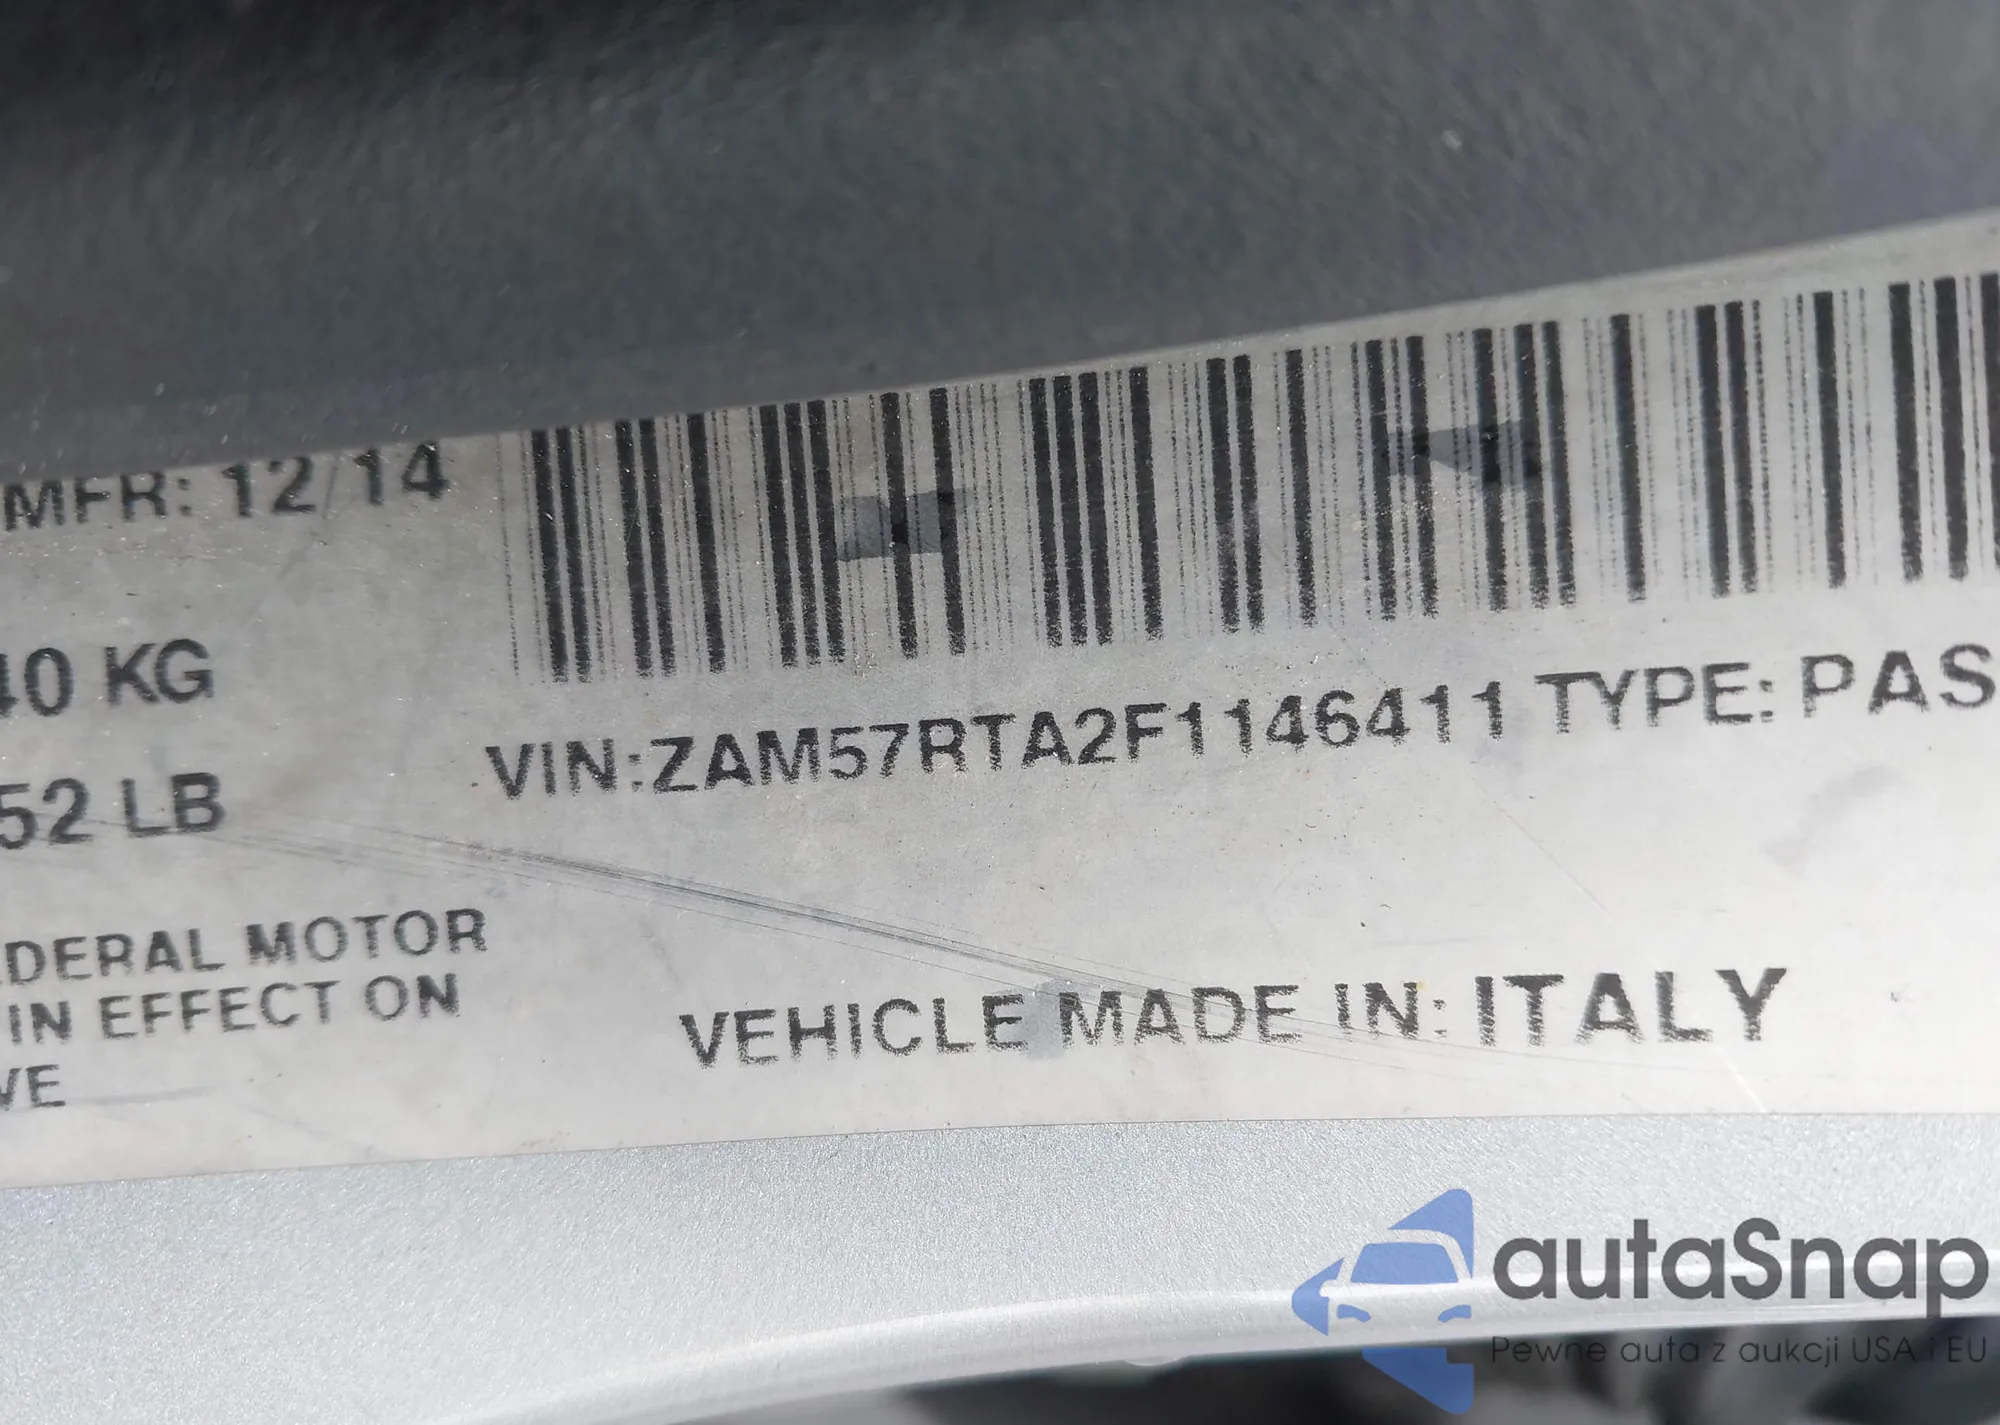 MFR: 12/14
40 KG
52 LB
VIN:ZAM57RTA2F1146411 TYPE: PAS
DERAL MOTOR
IN EFFECT ON
VE
VEHICLE MADE IN: ITALY
autaSnap
Pewne auta z aukcji USA i EU